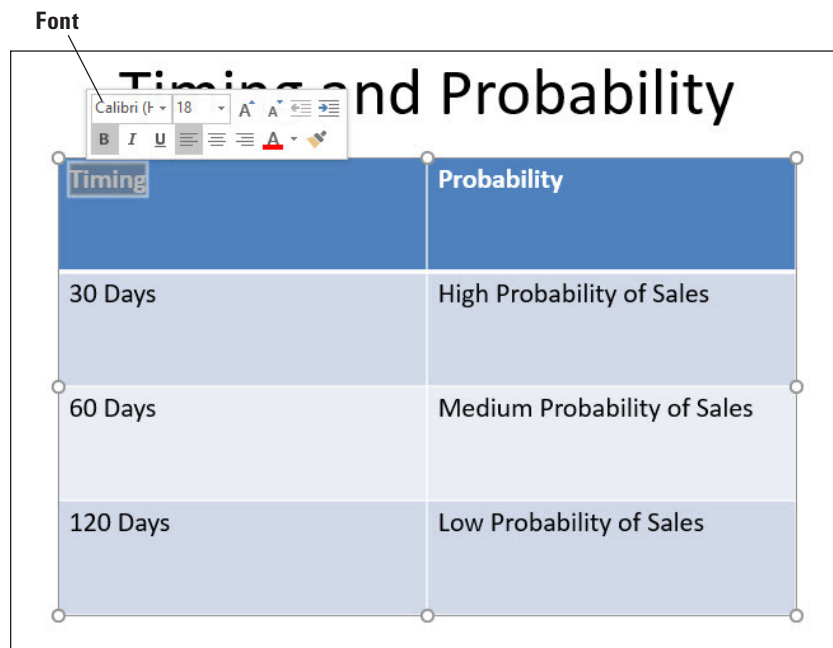 Font
Timing and Probability
Calibri (H 18 A A
B I U A
Timing Probability
30 Days High Probability of Sales
60 Days Medium Probability of Sales
120 Days Low Probability of Sales